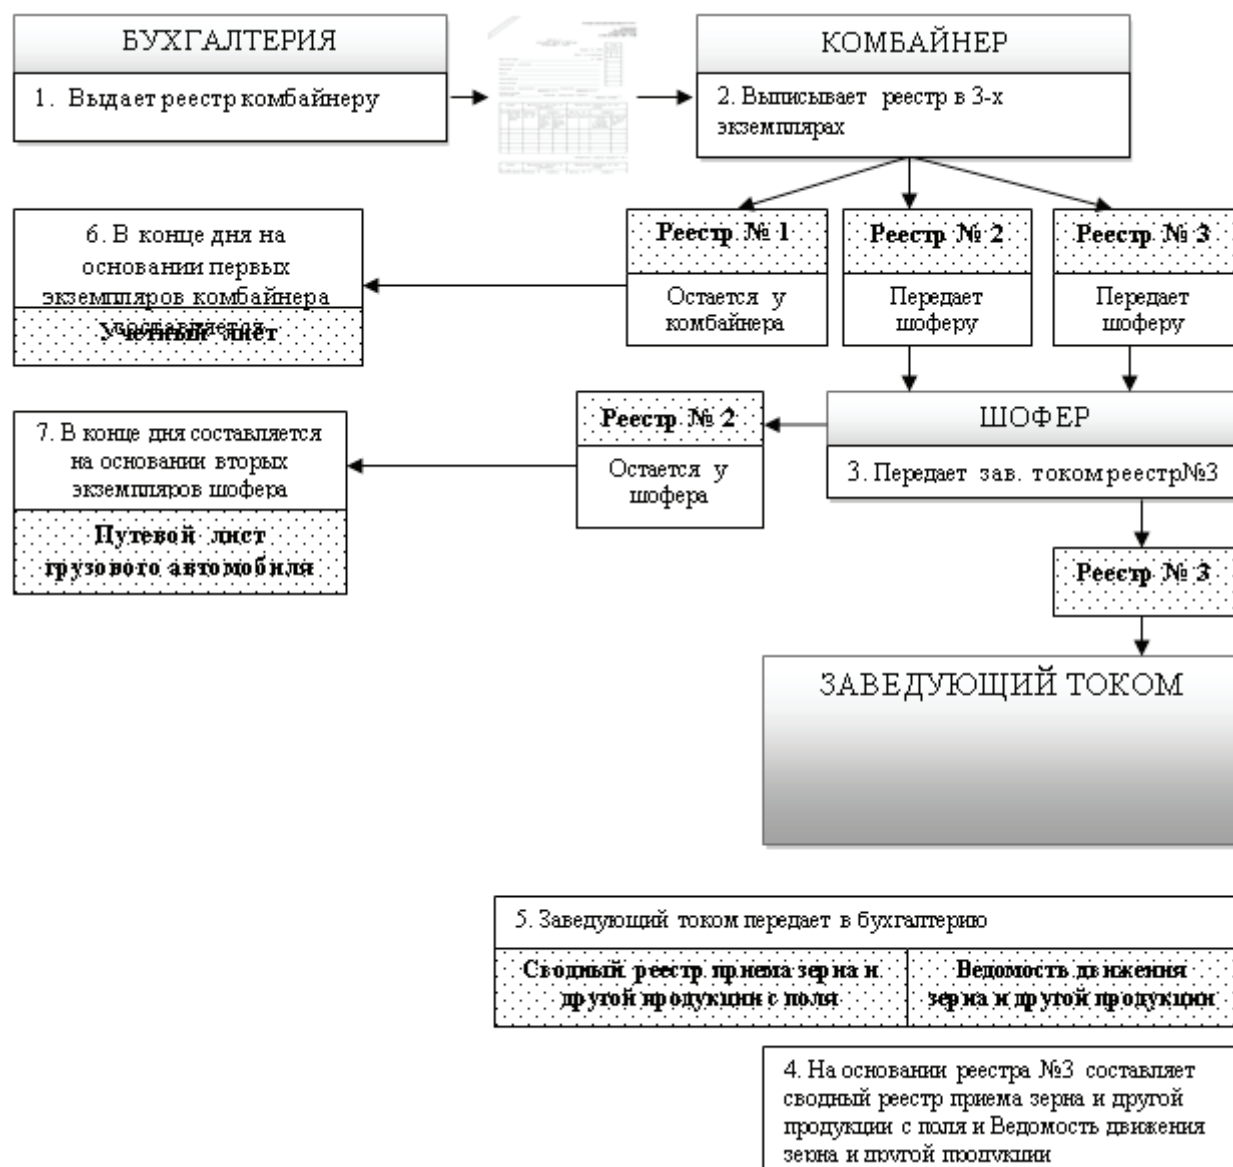 БУХГАЛТЕРИЯ
1. Выдает реестр комбайнеру
КОМБАЙНЕР
2. Выписывает реестр в 3-х
экземплярах
6. В конце дня на
основании первых
экземпляров комбайнера
составляется
Учетный лист
Реестр № 1
Остается у
комбайнера
Реестр № 2
Передает
шоферу
Реестр № 3
Передает
шоферу
7. В конце дня составляется
на основании вторых
экземпляров шофера
Путевой лист
грузового автомобиля
Реестр № 2
Остается у
шофера
ШОФЕР
3. Передает зав. током реестр№3
Реестр № 3
ЗАВЕДУЮЩИЙ ТОКОМ
5. Заведующий током передает в бухгалтерию
Сводный реестр приема зерна и
другой продукции с поля
Ведомость движения
зерна и другой продукции
4. На основании реестра №3 составляет
сводный реестр приема зерна и другой
продукции с поля и Ведомость движения
зерна и другой продукции